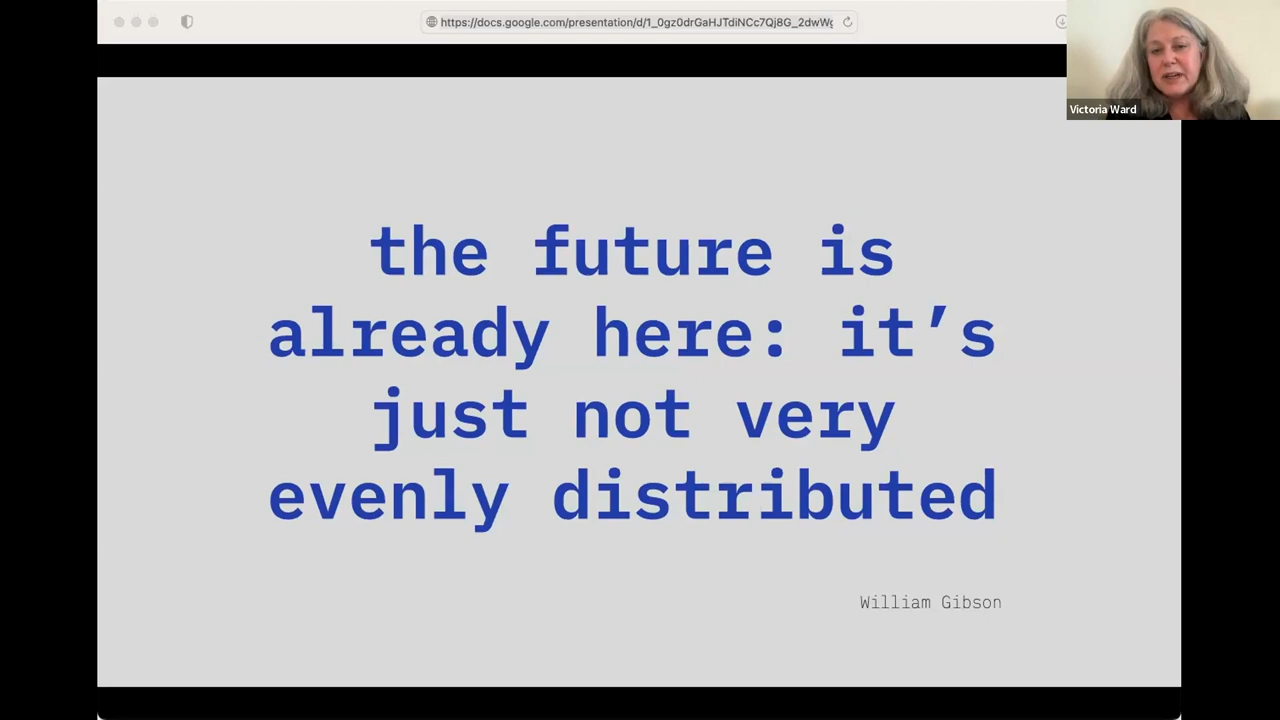 https://docs.google.com/presentation/d/1_0gz0drGaHJTdiNCc7Qj8G_2dwWg
Victoria Ward
the future is
already here: it’s
just not very
evenly distributed
William Gibson